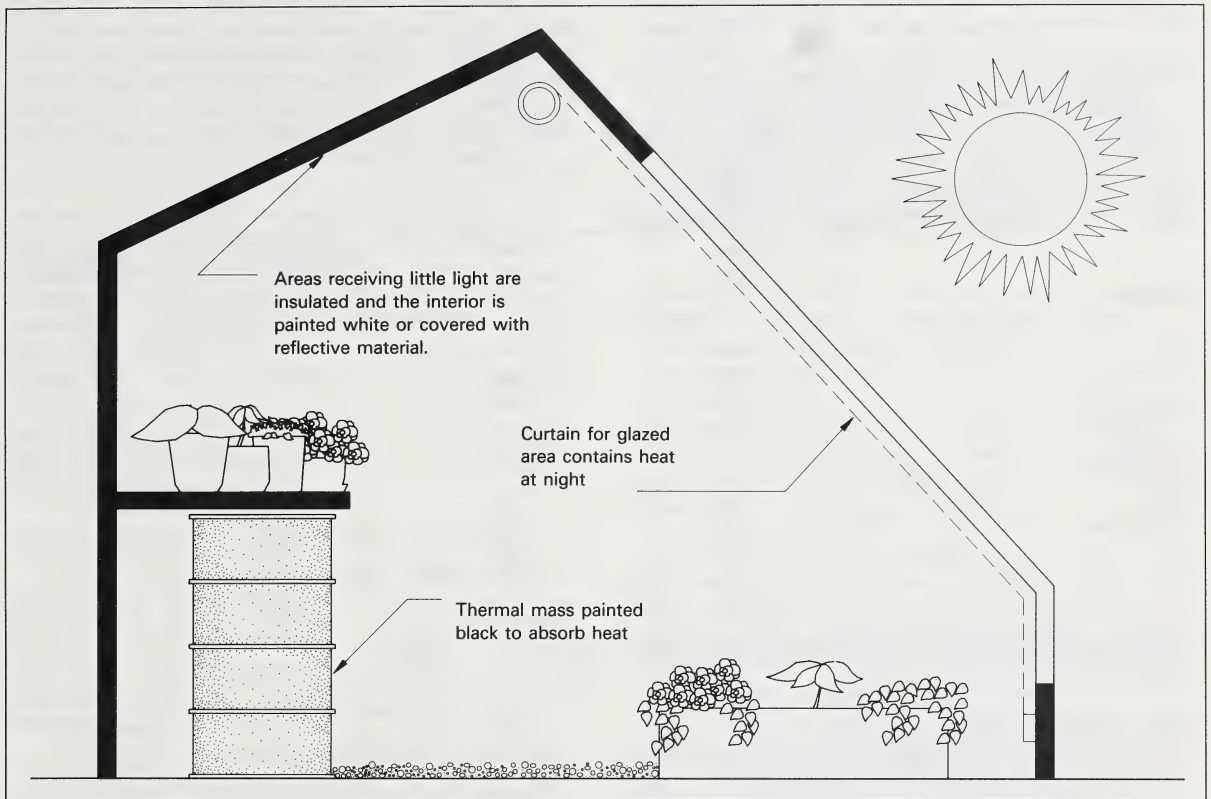 Areas receiving little light are
insulated and the interior is
painted white or covered with
reflective material.
Curtain for glazed
area contains heat
at night
Thermal mass painted
black to absorb heat